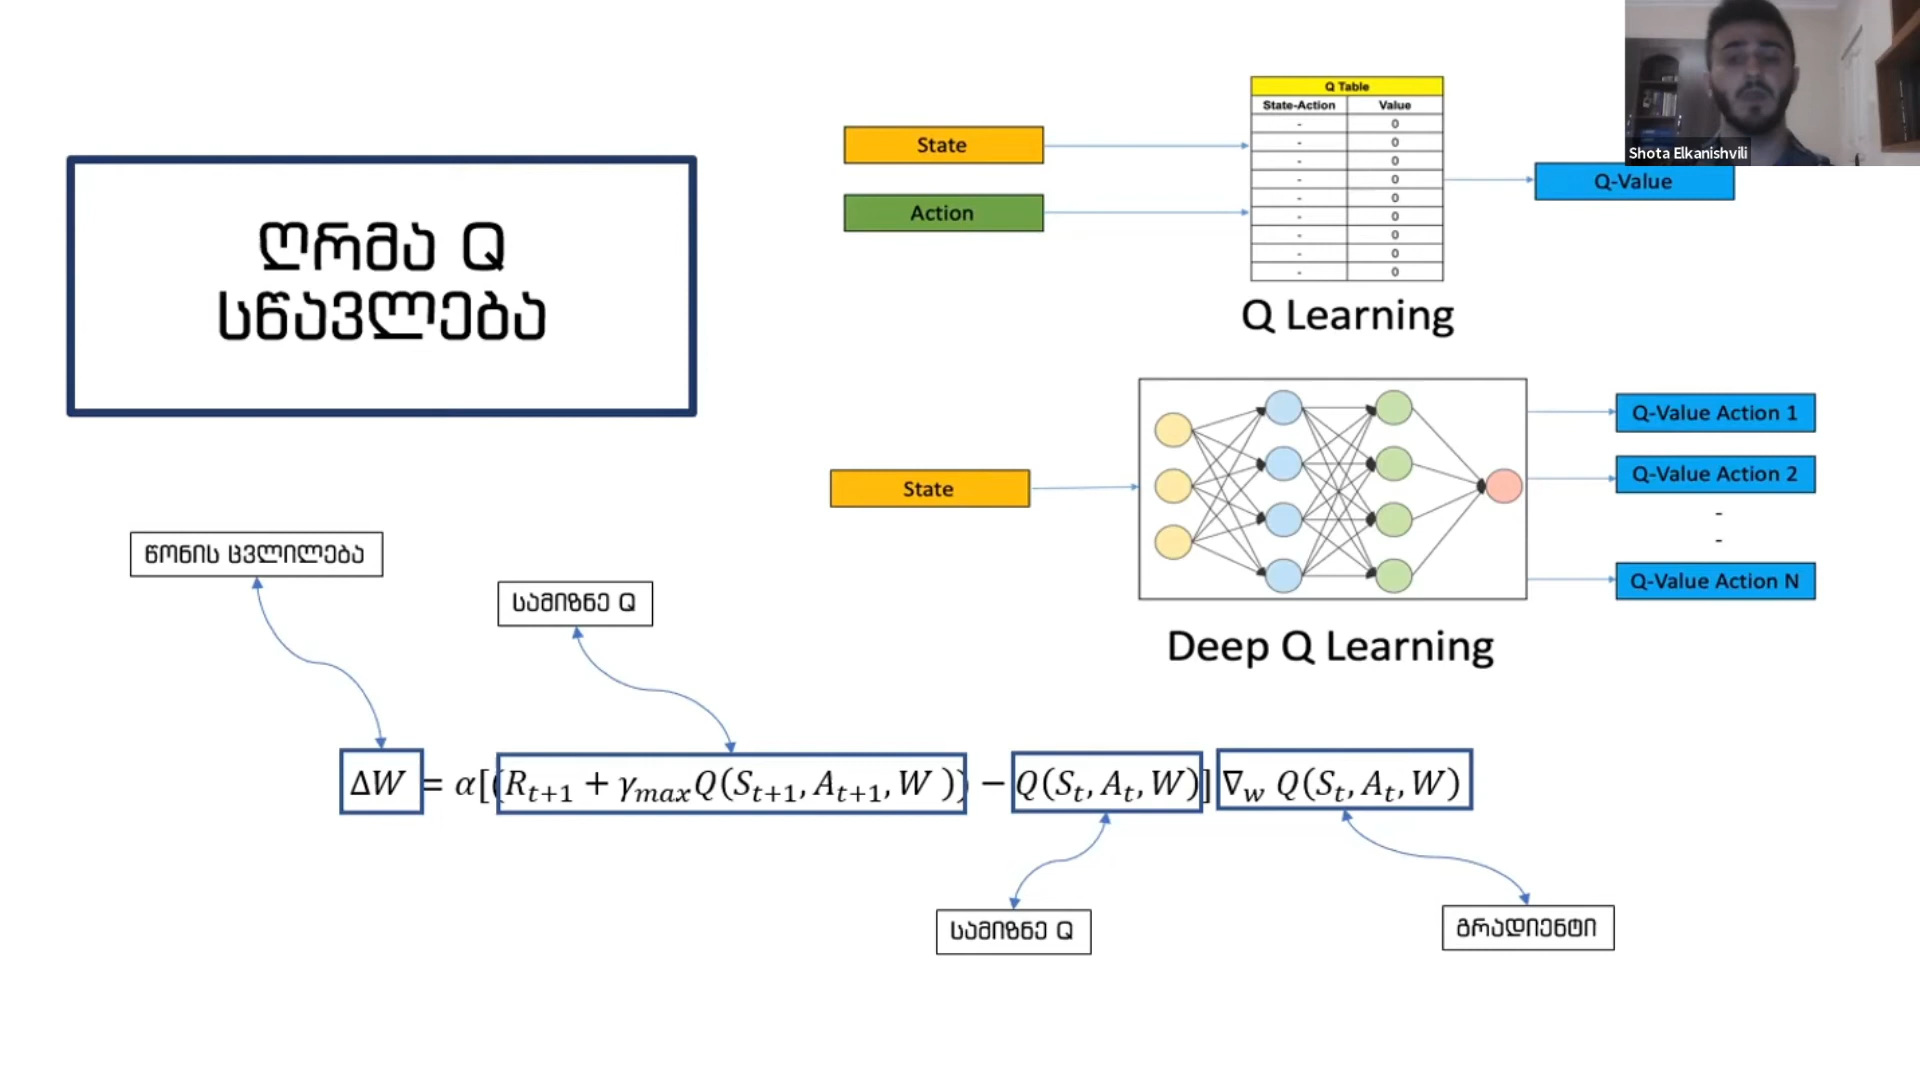 ღრმა Q
სწავლება
State
Action
Q Table
State-Action Value
- 0
- 0
- 0
- 0
- 0
- 0
- 0
- 0
- 0
Q-Value
Q Learning
Shota Elkanishvili
State
Q-Value Action 1
Q-Value Action 2
-
-
Q-Value Action N
Deep Q Learning
წონის ცვლილება
სამიზნე Q
ΔW = α[(R_{t+1} + γ_{max}Q(S_{t+1}, A_{t+1}, W )) − Q(S_t, A_t, W)] ∇_w Q(S_t, A_t, W)
სამიზნე Q
გრადიენტი